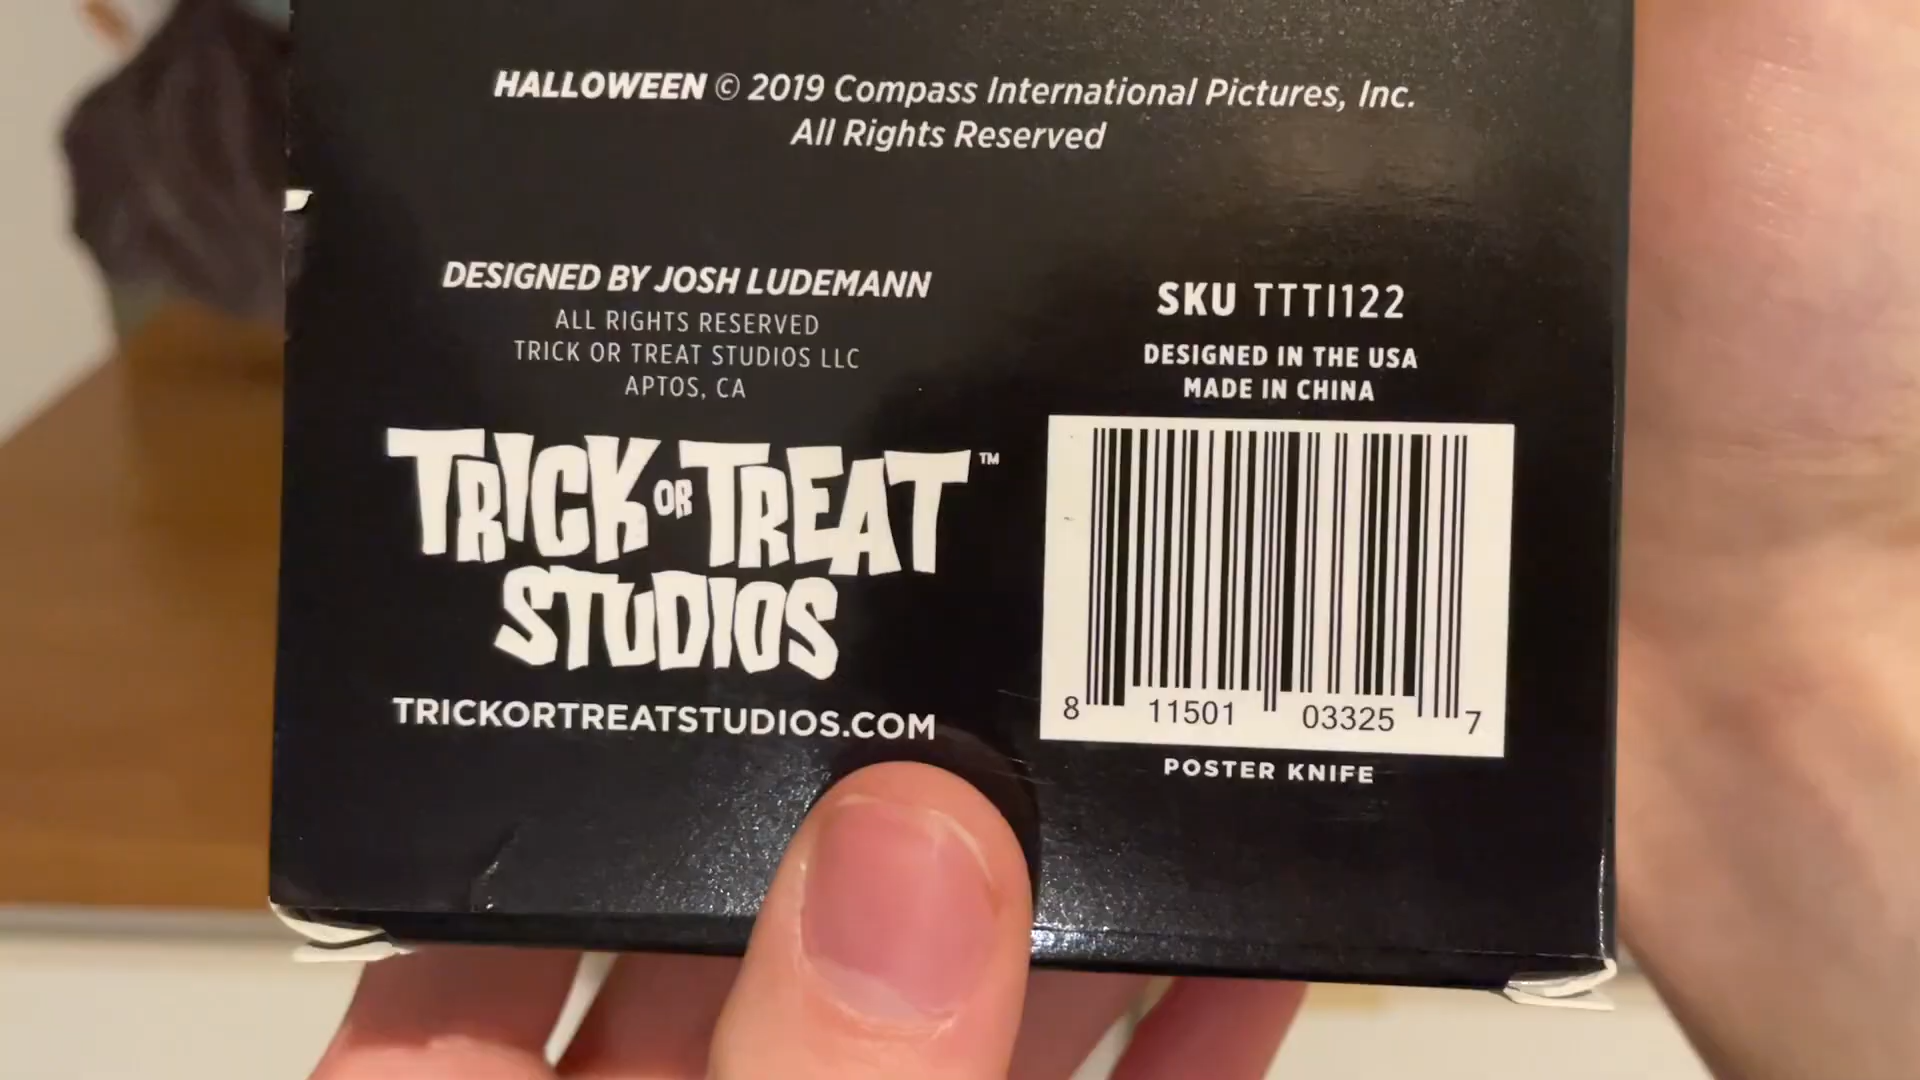 HALLOWEEN © 2019 Compass International Pictures, Inc.
All Rights Reserved
DESIGNED BY JOSH LUDEMANN
ALL RIGHTS RESERVED
TRICK OR TREAT STUDIOS LLC
APTOS, CA
TRICK OR TREAT ™
STUDIOS
TRICKORTREATSTUDIOS.COM
SKU TTTI122
DESIGNED IN THE USA
MADE IN CHINA
8 11501 03325 7
POSTER KNIFE